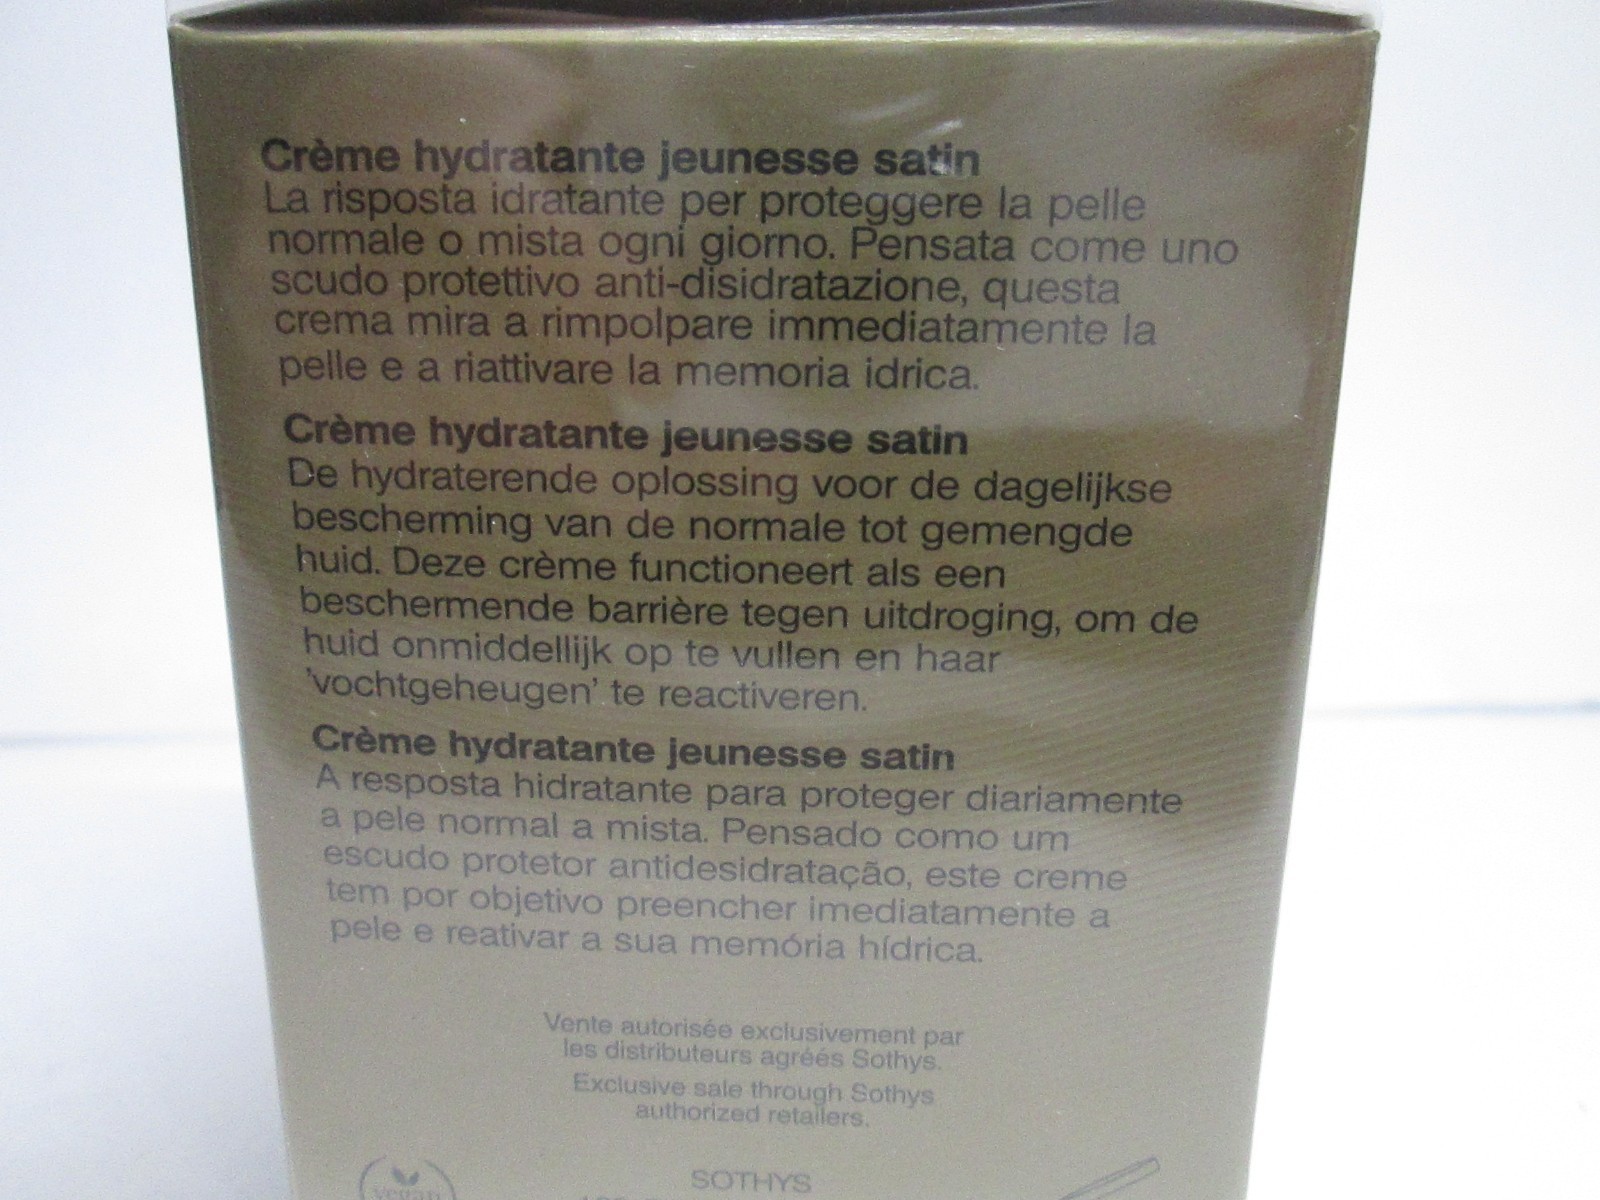 Crème hydratante jeunesse satin
La risposta idratante per proteggere la pelle
normale o mista ogni giorno. Pensata come uno
scudo protettivo anti-disidratazione, questa
crema mira a rimpolpare immediatamente la
pelle e a riattivare la memoria idrica.
Crème hydratante jeunesse satin
De hydraterende oplossing voor de dagelijkse
bescherming van de normale tot gemengde
huid. Deze crème functioneert als een
beschermende barrière tegen uitdroging, om de
huid onmiddellijk op te vullen en haar
'vochtgeheugen' te reactiveren.
Crème hydratante jeunesse satin
A resposta hidratante para proteger diariamente
a pele normal a mista. Pensado como um
escudo protetor antidesidratação, este creme
tem por objetivo preencher imediatamente a
pele e reativar a sua memória hídrica.
Vente autorisée exclusivement par
les distributeurs agréés Sothys.
Exclusive sale through Sothys
authorized retailers.
SOTHYS
vegan